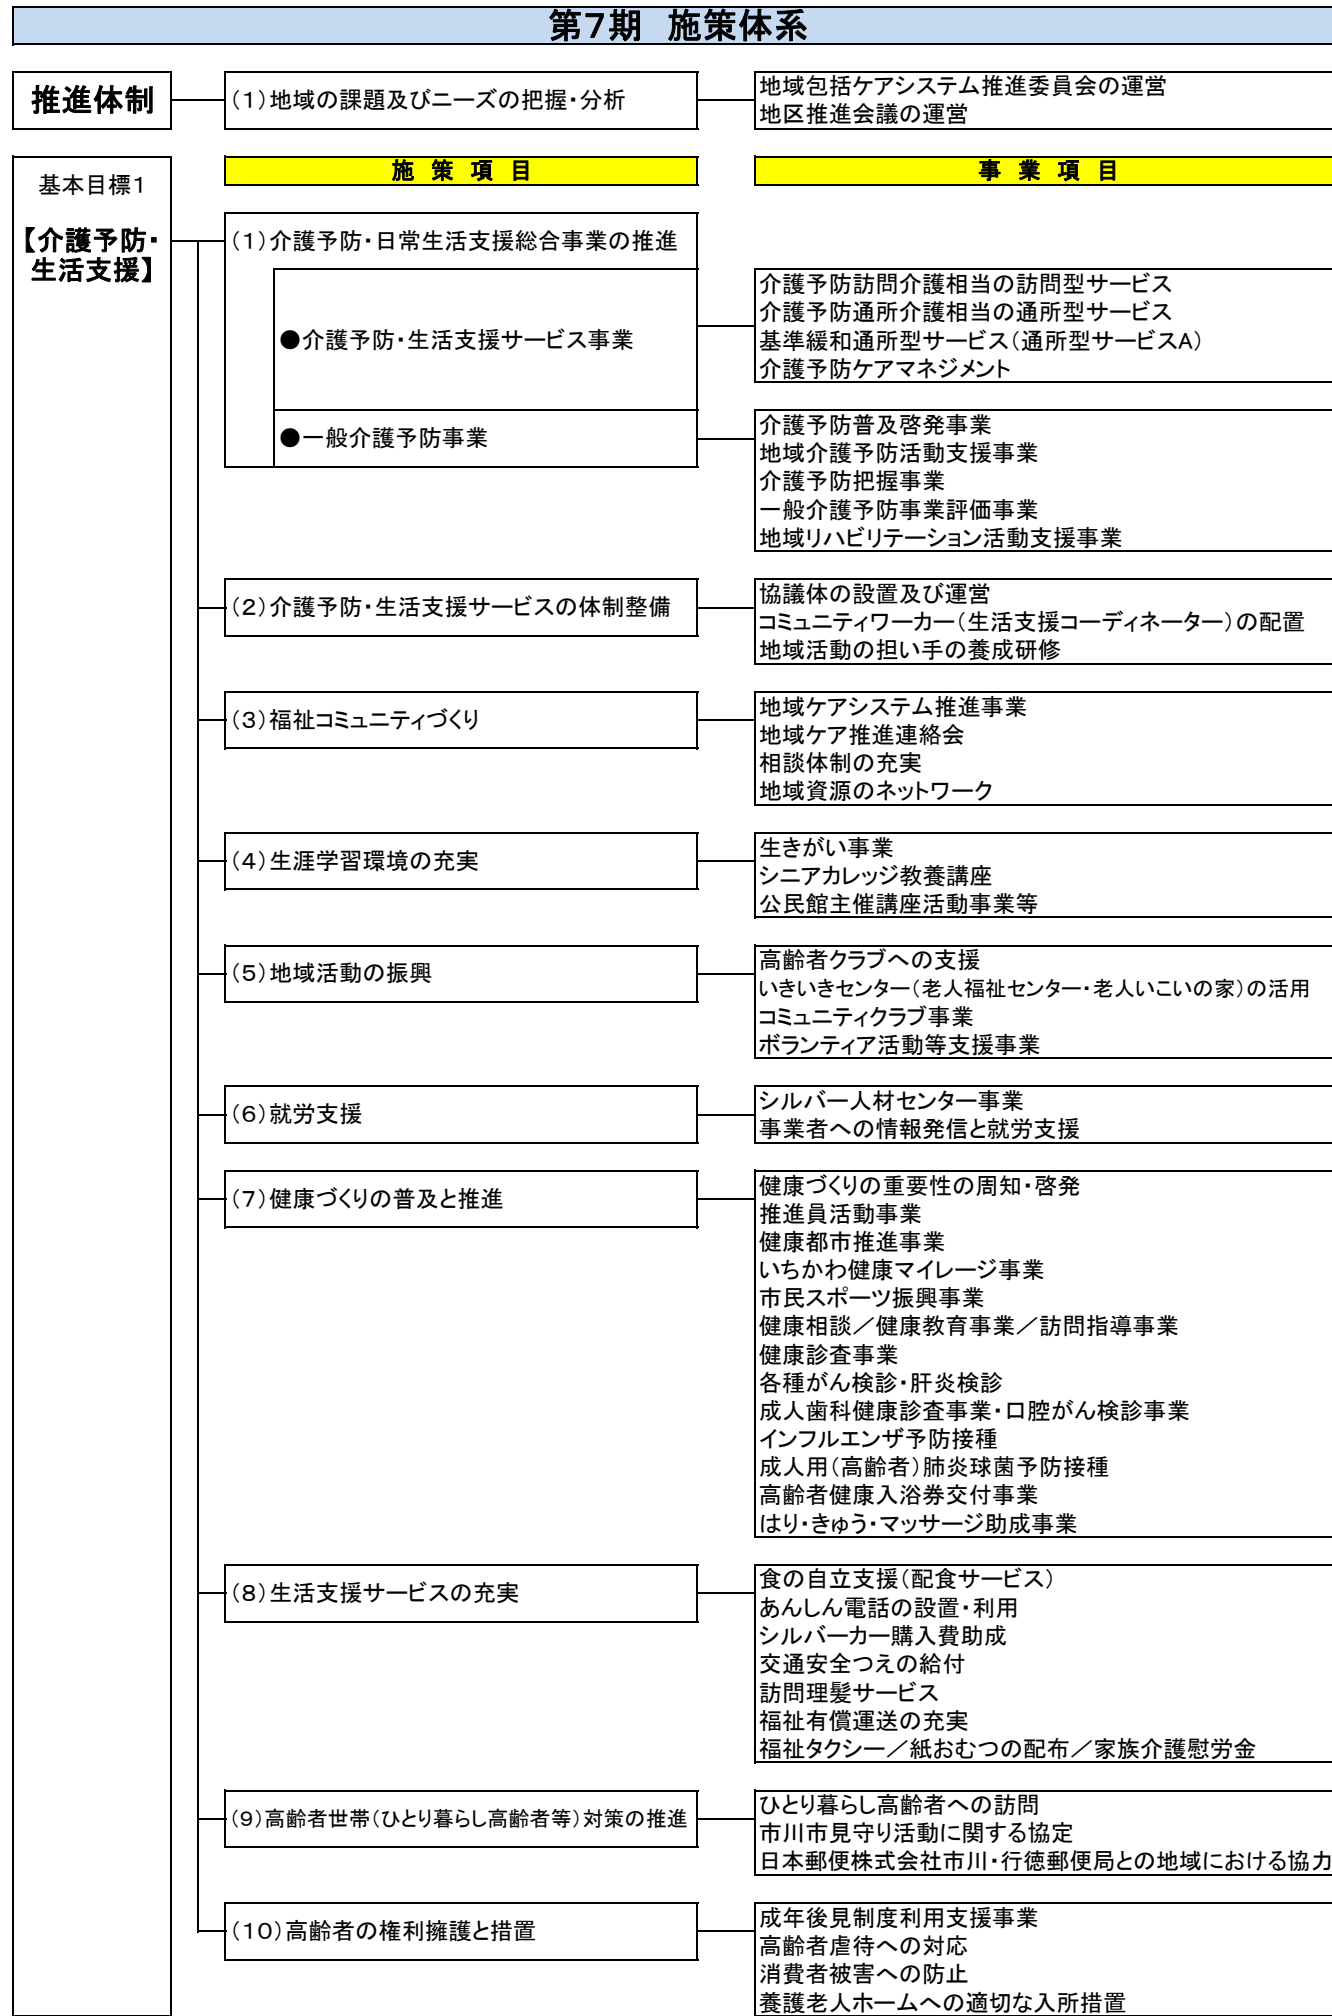 第7期　施策体系
推進体制
(1)地域の課題及びニーズの把握・分析
地域包括ケアシステム推進委員会の運営
地区推進会議の運営
基本目標1
【介護予防・
生活支援】
施 策 項 目
事 業 項 目
(1)介護予防・日常生活支援総合事業の推進
●介護予防・生活支援サービス事業
介護予防訪問介護相当の訪問型サービス
介護予防通所介護相当の通所型サービス
基準緩和通所型サービス(通所型サービスA)
介護予防ケアマネジメント
●一般介護予防事業
介護予防普及啓発事業
地域介護予防活動支援事業
介護予防把握事業
一般介護予防事業評価事業
地域リハビリテーション活動支援事業
(2)介護予防・生活支援サービスの体制整備
協議体の設置及び運営
コミュニティワーカー(生活支援コーディネーター)の配置
地域活動の担い手の養成研修
(3)福祉コミュニティづくり
地域ケアシステム推進事業
地域ケア推進連絡会
相談体制の充実
地域資源のネットワーク
(4)生涯学習環境の充実
生きがい事業
シニアカレッジ教養講座
公民館主催講座活動事業等
(5)地域活動の振興
高齢者クラブへの支援
いきいきセンター(老人福祉センター・老人いこいの家)の活用
コミュニティクラブ事業
ボランティア活動等支援事業
(6)就労支援
シルバー人材センター事業
事業者への情報発信と就労支援
(7)健康づくりの普及と推進
健康づくりの重要性の周知・啓発
推進員活動事業
健康都市推進事業
いちかわ健康マイレージ事業
市民スポーツ振興事業
健康相談／健康教育事業／訪問指導事業
健康診査事業
各種がん検診・肝炎検診
成人歯科健康診査事業・口腔がん検診事業
インフルエンザ予防接種
成人用(高齢者)肺炎球菌予防接種
高齢者健康入浴券交付事業
はり・きゅう・マッサージ助成事業
(8)生活支援サービスの充実
食の自立支援(配食サービス)
あんしん電話の設置・利用
シルバーカー購入費助成
交通安全つえの給付
訪問理髪サービス
福祉有償運送の充実
福祉タクシー／紙おむつの配布／家族介護慰労金
(9)高齢者世帯(ひとり暮らし高齢者等)対策の推進
ひとり暮らし高齢者への訪問
市川市見守り活動に関する協定
日本郵便株式会社市川・行徳郵便局との地域における協力
(10)高齢者の権利擁護と措置
成年後見制度利用支援事業
高齢者虐待への対応
消費者被害への防止
養護老人ホームへの適切な入所措置